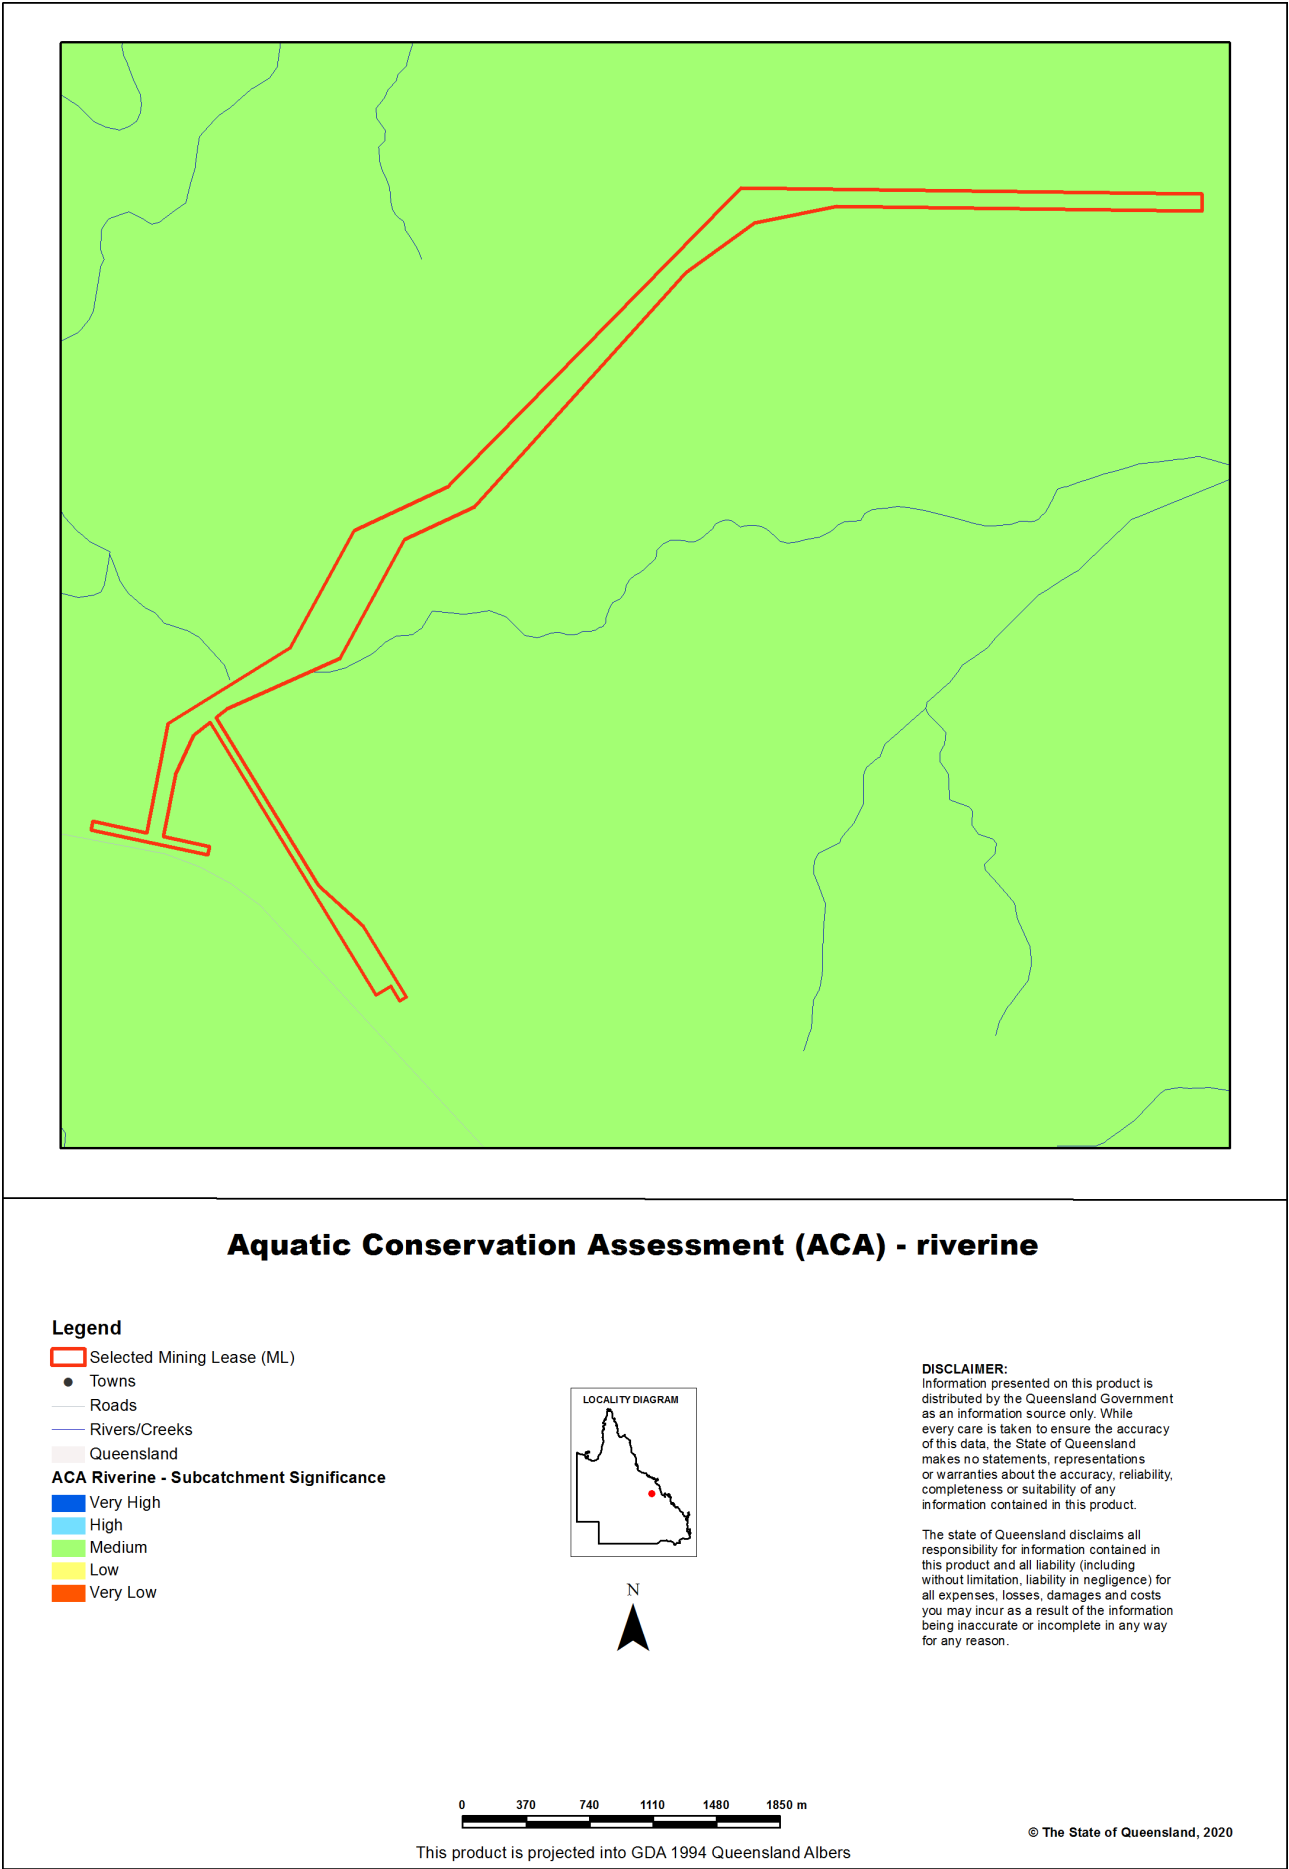 Aquatic Conservation Assessment (ACA) - riverine
Legend
Selected Mining Lease (ML)
Towns
Roads
Rivers/Creeks
Queensland
ACA Riverine - Subcatchment Significance
Very High
High
Medium
Low
Very Low
LOCALITY DIAGRAM
N
DISCLAIMER:
Information presented on this product is
distributed by the Queensland Government
as an information source only. While
every care is taken to ensure the accuracy
of this data, the State of Queensland
makes no statements, representations
or warranties about the accuracy, reliability,
completeness or suitability of any
information contained in this product.
The state of Queensland disclaims all
responsibility for information contained in
this product and all liability (including
without limitation, liability in negligence) for
all expenses, losses, damages and costs
you may incur as a result of the information
being inaccurate or incomplete in any way
for any reason.
0 370 740 1110 1480 1850 m
This product is projected into GDA 1994 Queensland Albers
© The State of Queensland, 2020